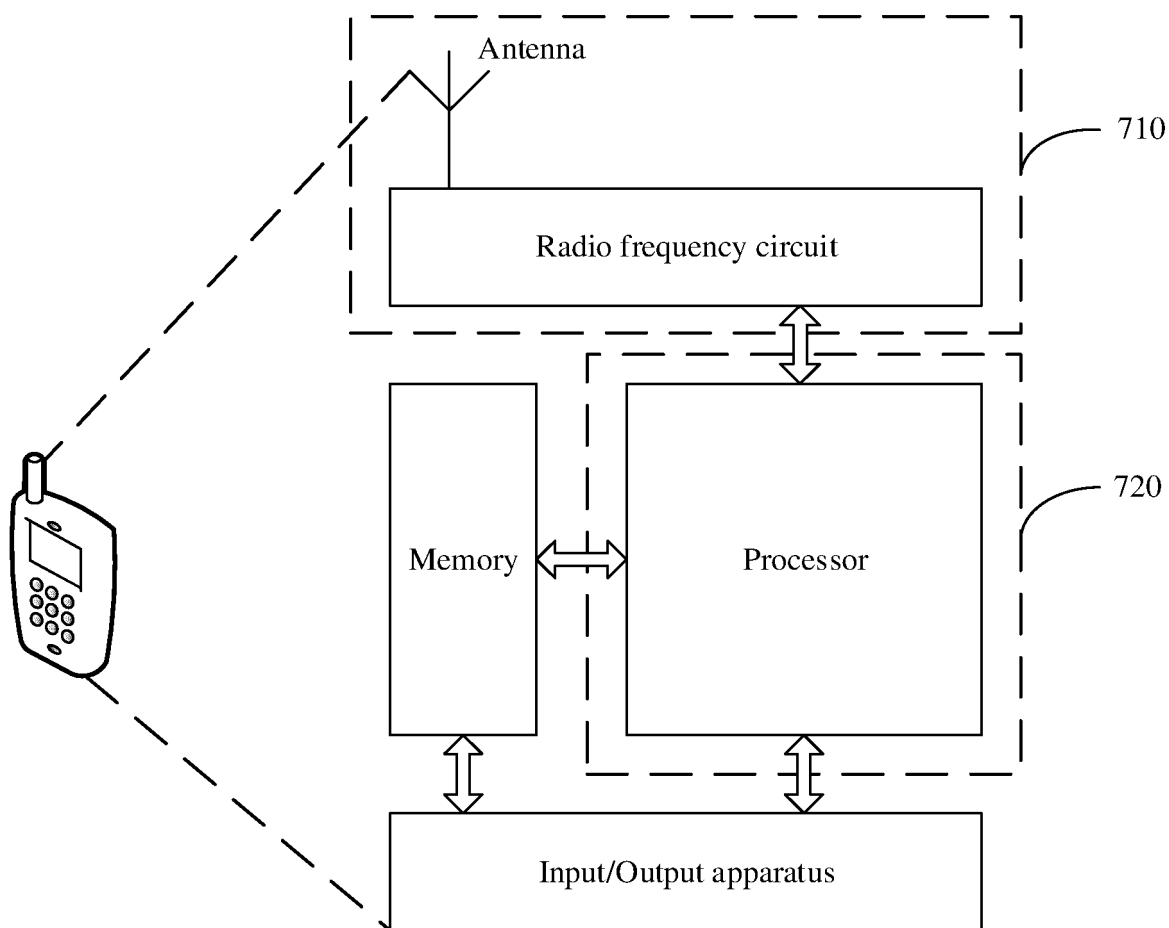 Antenna
710
Radio frequency circuit
720
Memory
Processor
Input/Output apparatus